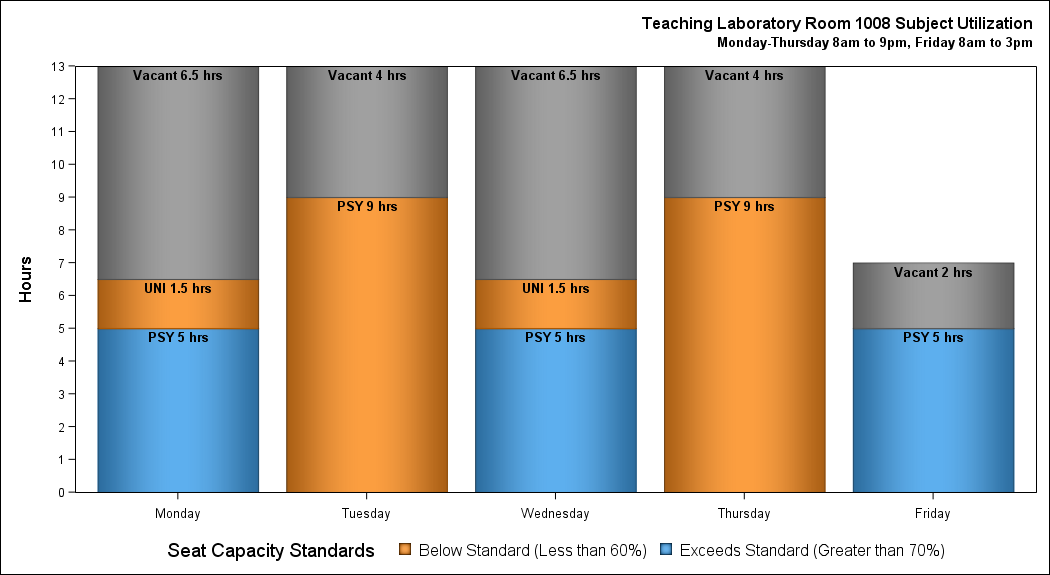 Teaching Laboratory Room 1008 Subject Utilization
Monday-Thursday 8am to 9pm, Friday 8am to 3pm
Hours
13
12
11
10
9
8
7
6
5
4
3
2
1
0
Vacant 6.5 hrs
UNI 1.5 hrs
PSY 5 hrs
Vacant 4 hrs
PSY 9 hrs
Vacant 6.5 hrs
UNI 1.5 hrs
PSY 5 hrs
Vacant 4 hrs
PSY 9 hrs
Vacant 2 hrs
PSY 5 hrs
Monday Tuesday Wednesday Thursday Friday
Seat Capacity Standards Below Standard (Less than 60%) Exceeds Standard (Greater than 70%)